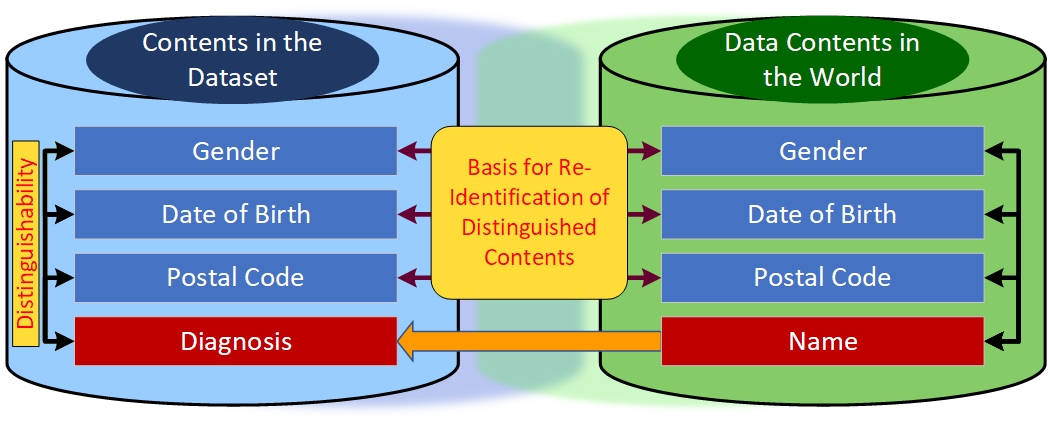 Contents in the
Dataset
Data Contents in
the World
Distinguishability
Gender
Date of Birth
Postal Code
Diagnosis
Basis for Re-
Identification of
Distinguished
Contents
Gender
Date of Birth
Postal Code
Name